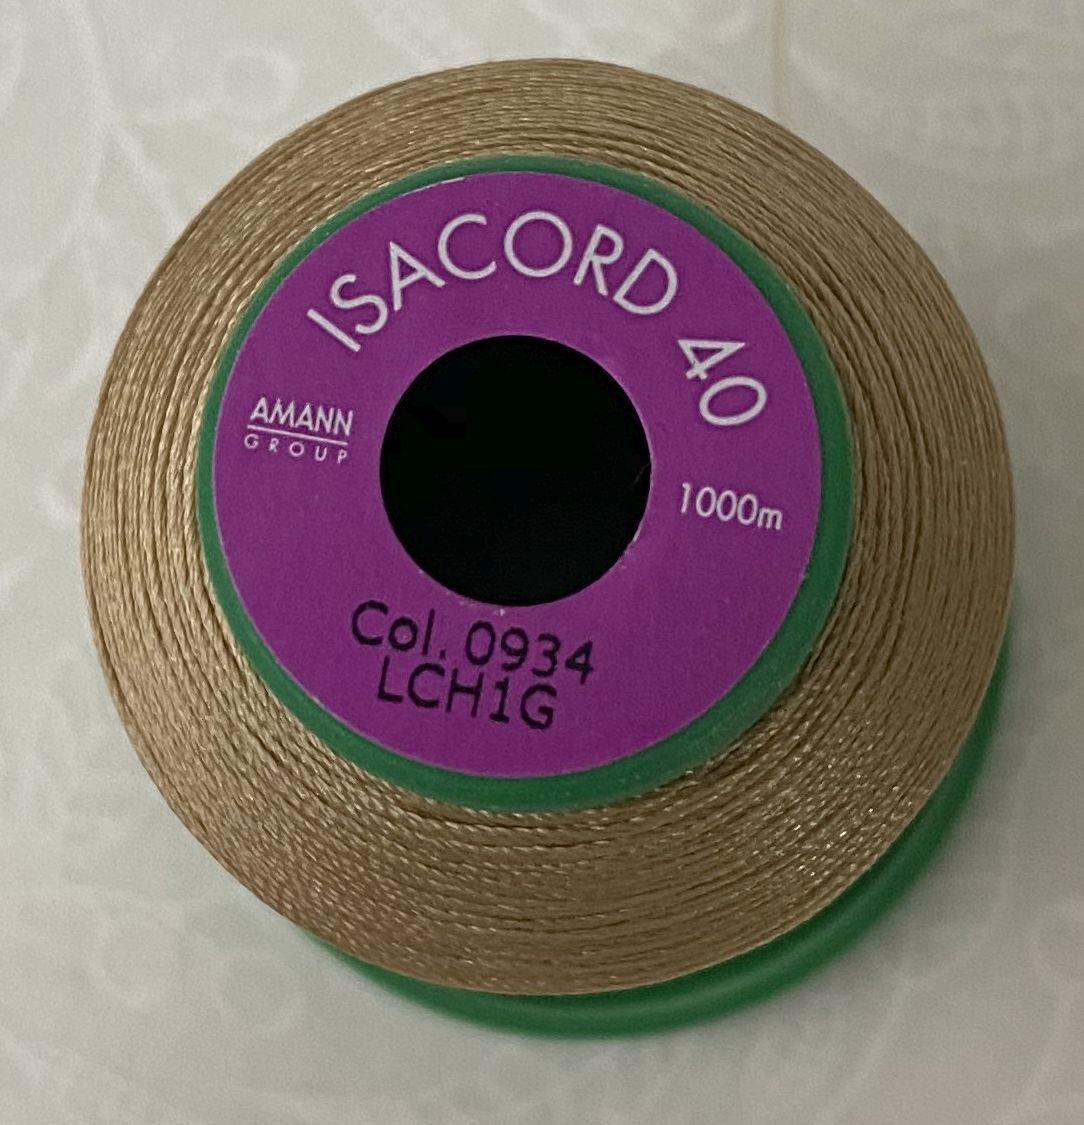 ISACORD 40
AMANN
GROUP
1000m
Col. 0934
LCH1G